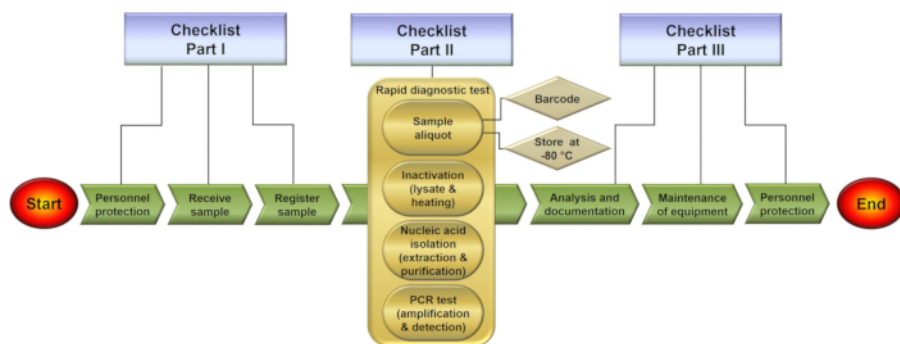 Checklist
Part I
Checklist
Part II
Checklist
Part III
Rapid diagnostic test
Sample
aliquot
Barcode
Store at
-80 °C
Inactivation
(lysate &
heating)
Nucleic acid
isolation
(extraction &
purification)
PCR test
(amplification
& detection)
Start
Personnel
protection
Receive
sample
Register
sample
Analysis and
documentation
Maintenance
of equipment
Personnel
protection
End